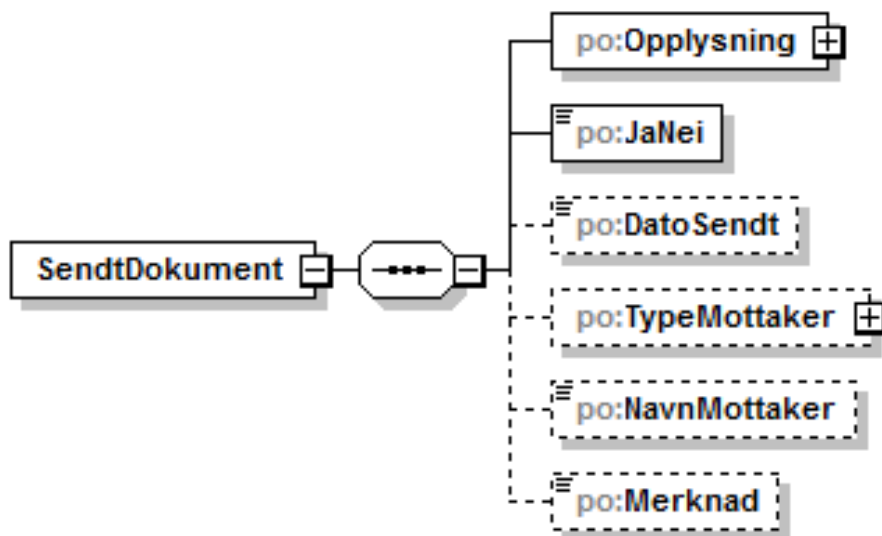 po:Opplysning
po:JaNei
po:DatoSendt
SendtDokument
po:TypeMottaker
po:NavnMottaker
po:Merknad